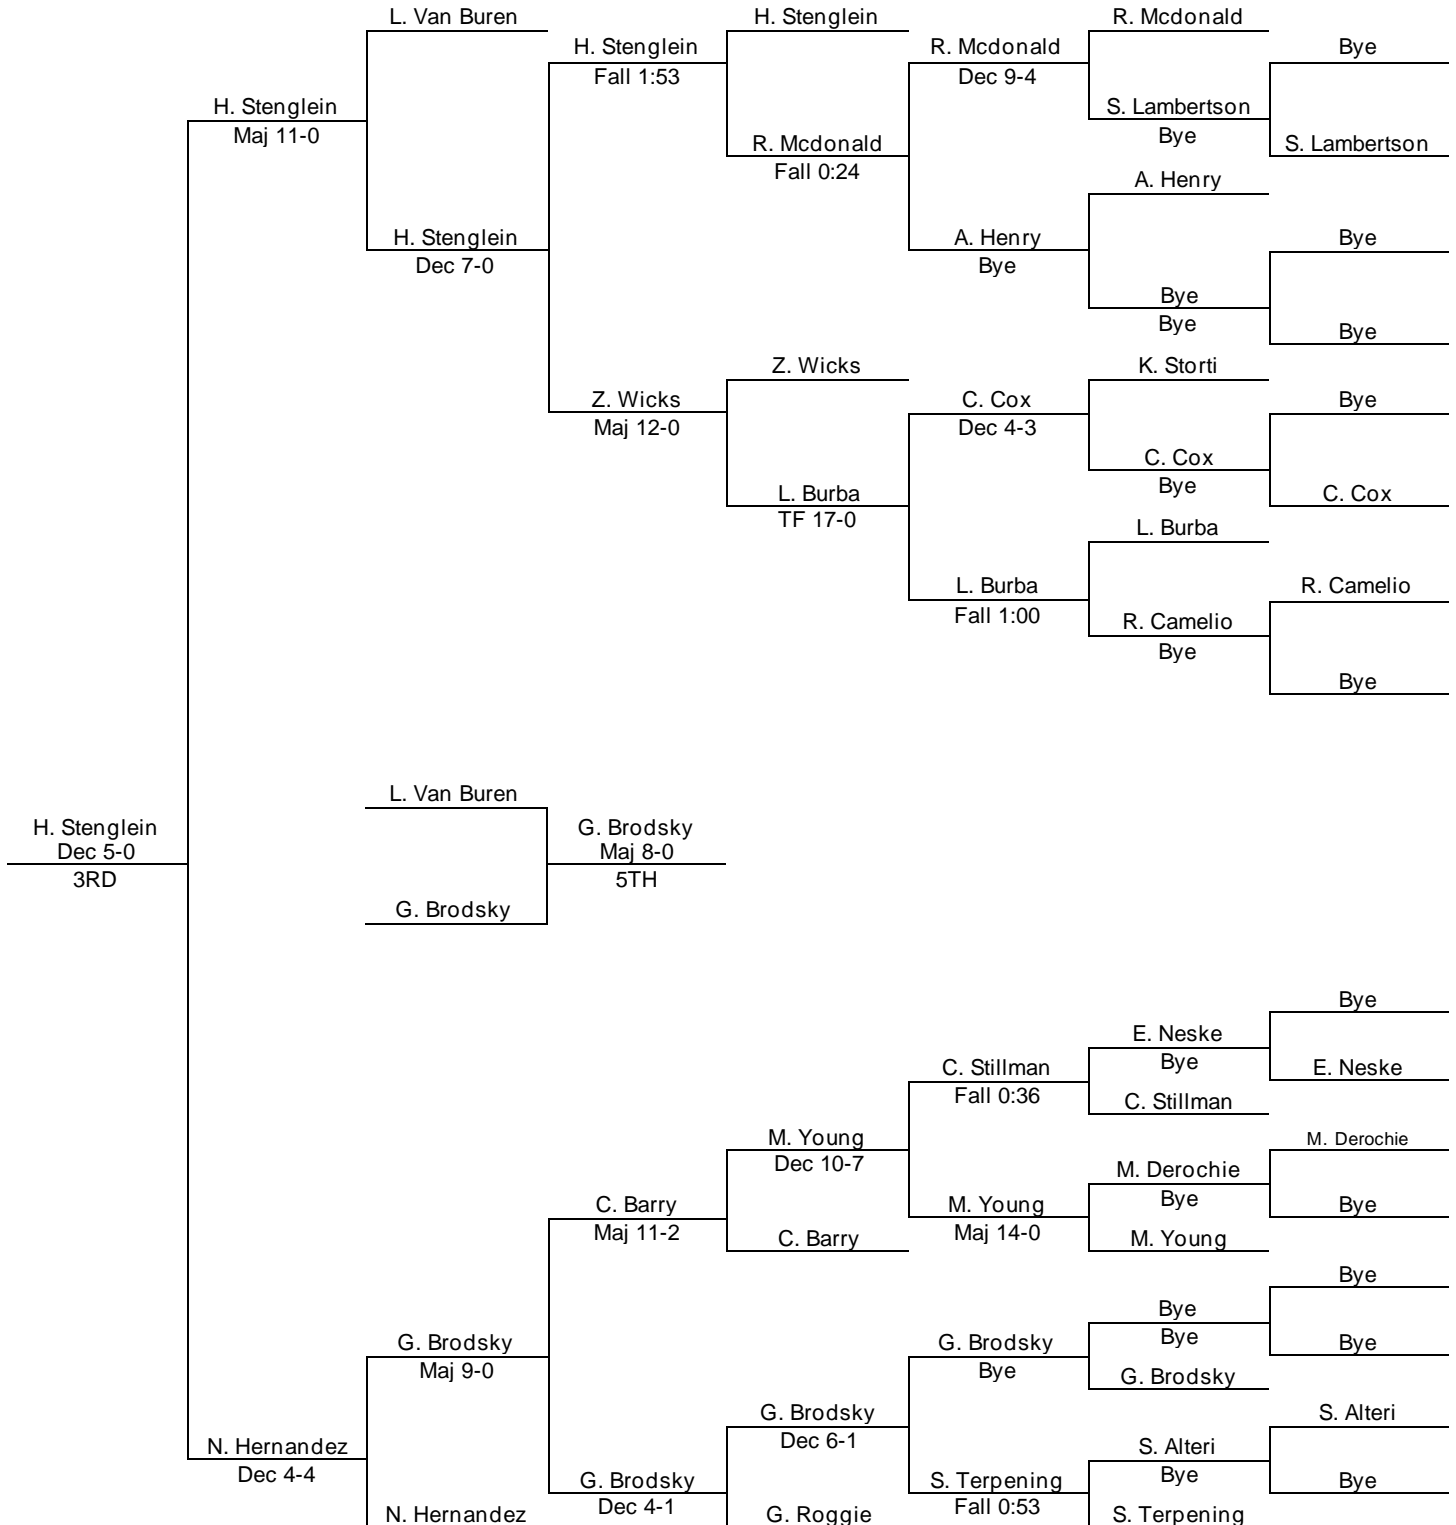 L. Van Buren
H. Stenglein
R. Mcdonald
H. Stenglein
R. Mcdonald
Bye
Fall 1:53
Dec 9-4
H. Stenglein
S. Lambertson
Maj 11-0
Bye
R. Mcdonald
S. Lambertson
Fall 0:24
A. Henry
H. Stenglein
A. Henry
Bye
Dec 7-0
Bye
Bye
Bye
Bye
Z. Wicks
K. Storti
Z. Wicks
C. Cox
Bye
Maj 12-0
Dec 4-3
C. Cox
Bye
L. Burba
C. Cox
TF 17-0
L. Burba
L. Burba
R. Camelio
Fall 1:00
R. Camelio
Bye
Bye
L. Van Buren
H. Stenglein
G. Brodsky
Dec 5-0
Maj 8-0
3RD
5TH
G. Brodsky
Bye
E. Neske
Bye
C. Stillman
E. Neske
Fall 0:36
C. Stillman
M. Young
M. Derochie
Dec 10-7
M. Derochie
Bye
C. Barry
M. Young
Bye
Maj 11-2
Maj 14-0
C. Barry
M. Young
Bye
Bye
Bye
G. Brodsky
G. Brodsky
Bye
Maj 9-0
Bye
G. Brodsky
G. Brodsky
S. Alteri
Dec 6-1
N. Hernandez
S. Alteri
Dec 4-4
Bye
G. Brodsky
S. Terpening
Bye
Dec 4-1
Fall 0:53
N. Hernandez
G. Roggie
S. Terpening